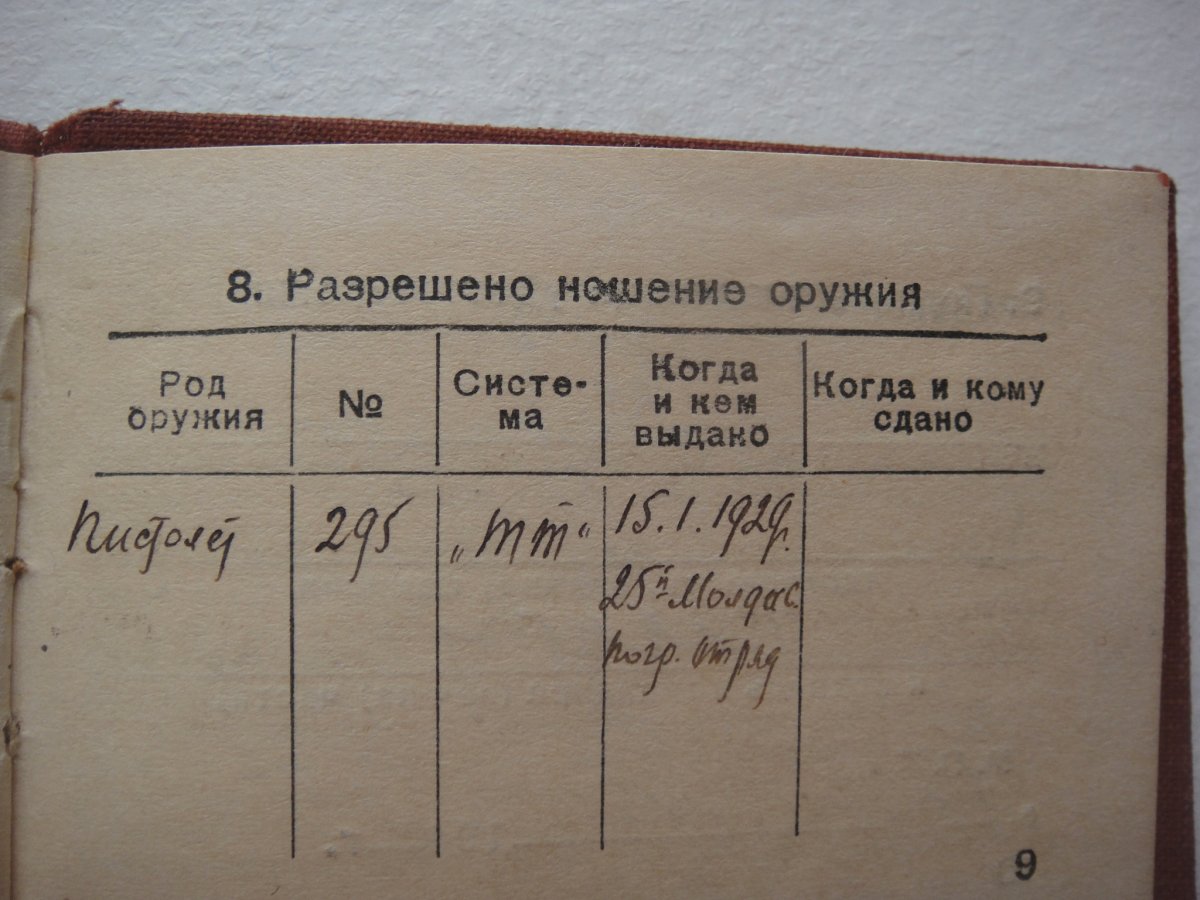 8. Разрешено ношение оружия
Род оружия
№
Систе-
ма
Когда
и кем
выдано
Когда и кому
сдано
Пистолет
295
„ТТ“
15.1.1929г.
25й Молдав.
погр. отряд
9